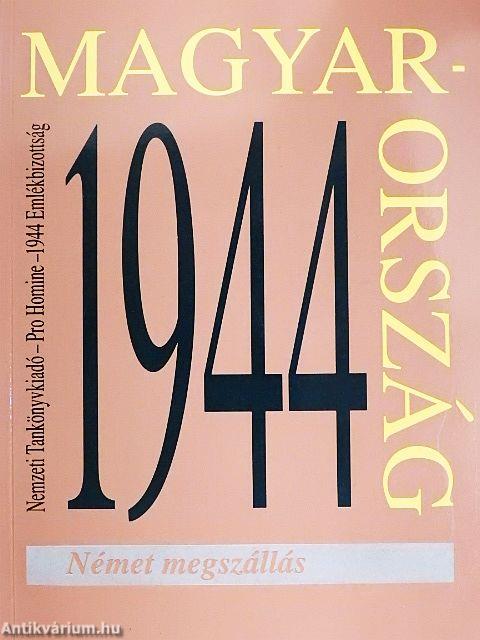 MAGYAR-
ORSZÁG
1944
Nemzeti Tankönyvkiadó – Pro Homine – 1944 Emlékbizottság
Német megszállás
Antikvárium.hu